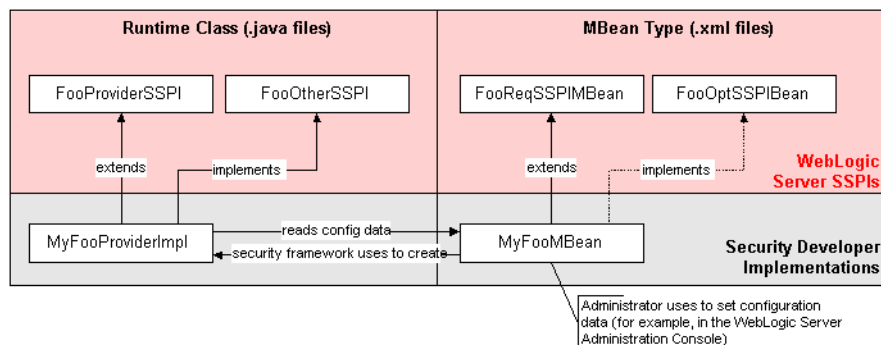 Runtime Class (.java files)
MBean Type (.xml files)
FooProviderSSPI
FooOtherSSPI
FooReqSSPIMBean
FooOptSSPIBean
extends
implements
extends
implements
WebLogic
Server SSPIs
MyFooProviderImpl
reads config data
security framework uses to create
MyFooMBean
Security Developer
Implementations
Administrator uses to set configuration
data (for example, in the WebLogic Server
Administration Console)